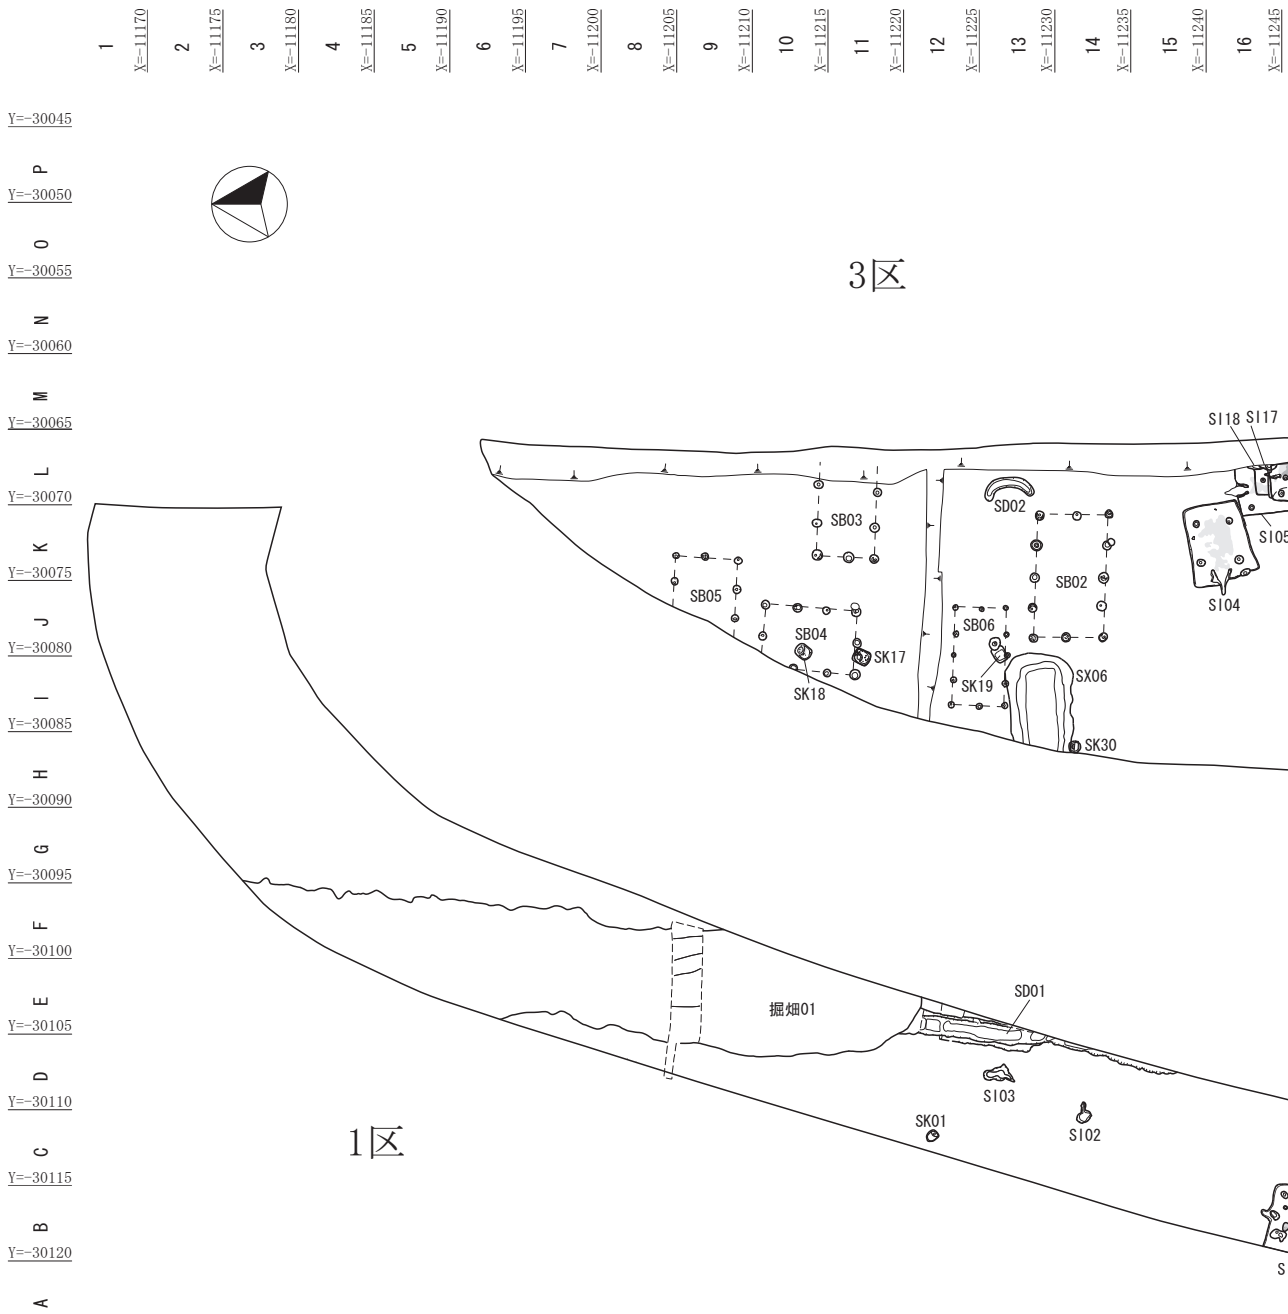 1
X=-11170
2
X=-11175
3
X=-11180
4
X=-11185
5
X=-11190
6
X=-11195
7
X=-11200
8
X=-11205
9
X=-11210
10
X=-11215
11
X=-11220
12
X=-11225
13
X=-11230
14
X=-11235
15
X=-11240
16
X=-11245
Y=-30045
P
Y=-30050
O
Y=-30055
N
Y=-30060
M
Y=-30065
L
Y=-30070
K
Y=-30075
J
Y=-30080
I
Y=-30085
H
Y=-30090
G
Y=-30095
F
Y=-30100
E
Y=-30105
D
Y=-30110
C
Y=-30115
B
Y=-30120
A
3区
SI18 SI17
SD02
SB03
SI05
SB02
SB05
SI04
SB06
SB04
SK17
SX06
SK19
SK18
SK30
SD01
掘畑01
SI03
SK01
SI02
1区
S